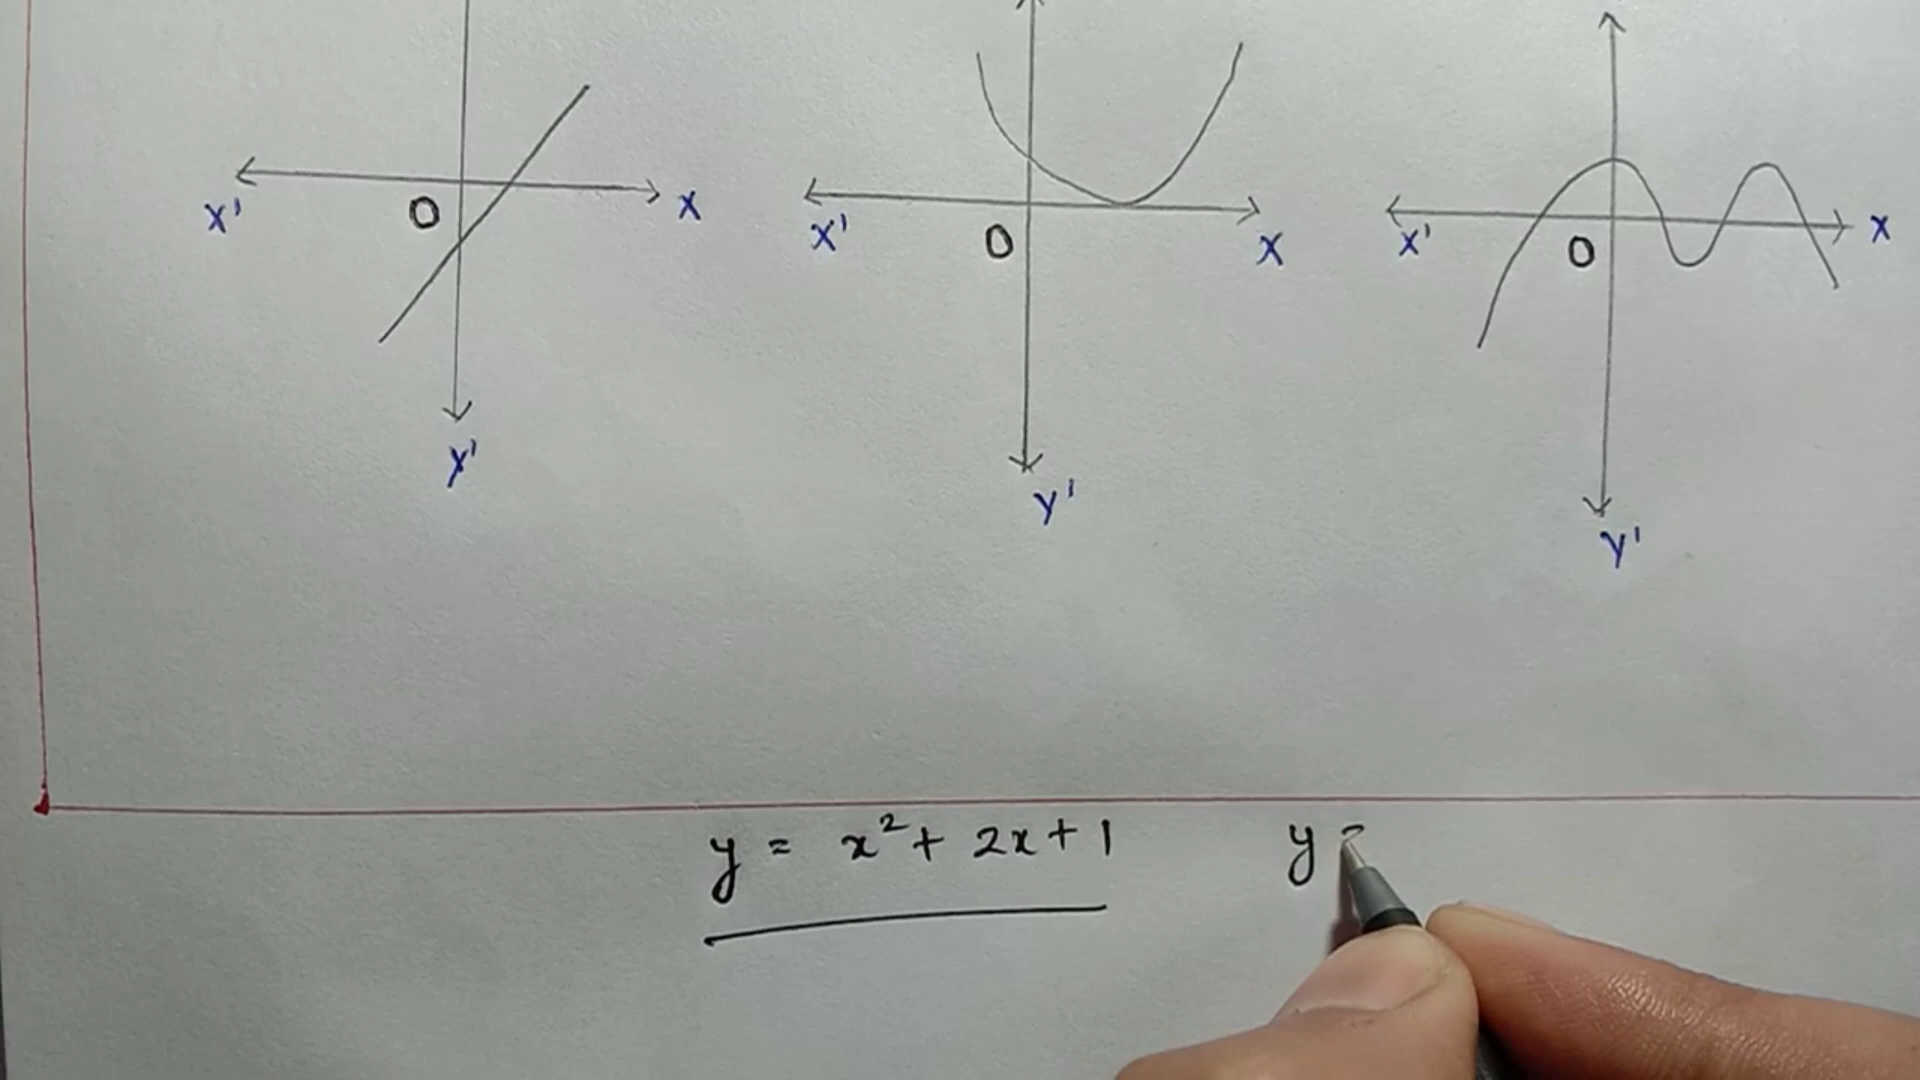 X' O X
Y'
X' O X
Y'
X' O X
Y'
y = x² + 2x + 1
y =